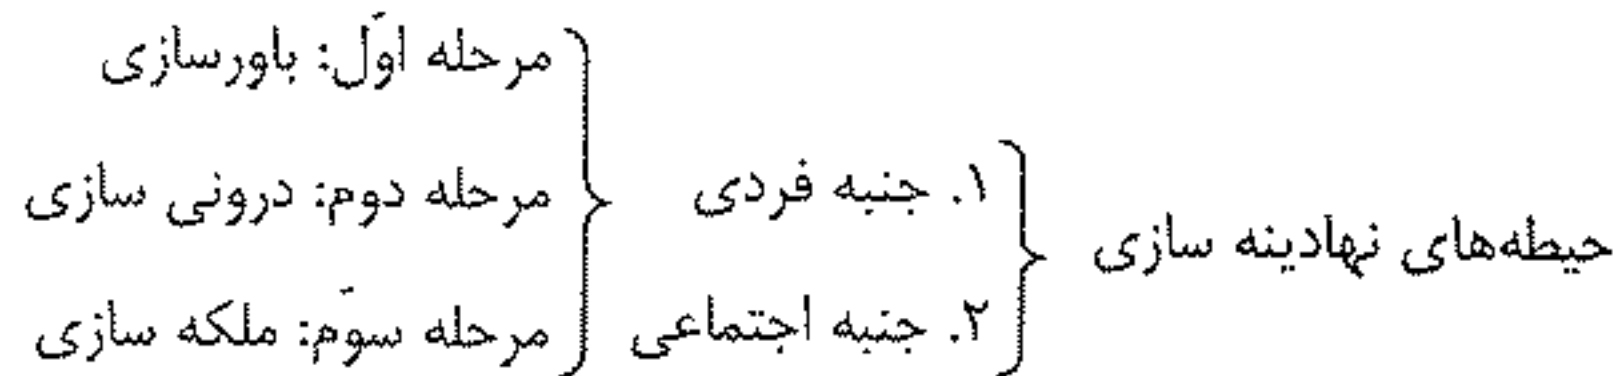 حیطه‌های نهادینه سازی
۱. جنبه فردی
۲. جنبه اجتماعی
مرحله اوّل: باورسازی
مرحله دوم: درونی سازی
مرحله سوّم: ملکه سازی